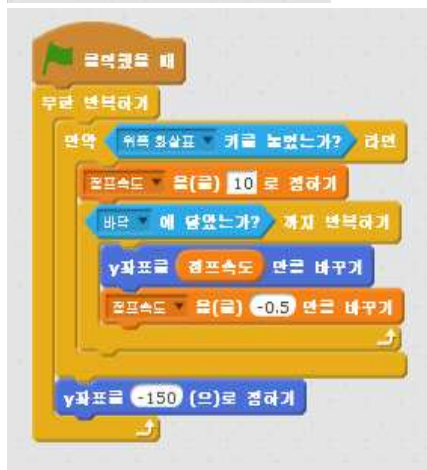 클릭했을 때
무한 반복하기
만약 위쪽 화살표 키를 눌렀는가? 라면
점프속도 을(를) 10 로 정하기
바닥 에 닿았는가? 까지 반복하기
y좌표를 점프속도 만큼 바꾸기
점프속도 을(를) -0.5 만큼 바꾸기
y좌표를 -150 (으)로 정하기